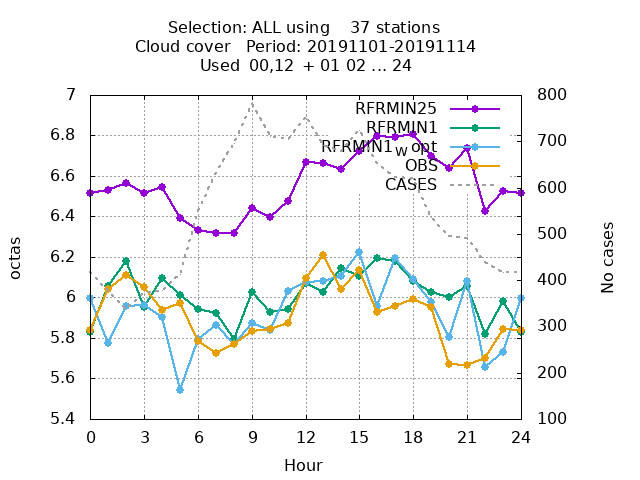 Selection: ALL using 37 stations
Cloud cover Period: 20191101-20191114
Used 00,12 + 01 02 ... 24
7
6.8
6.6
6.4
6.2
6
5.8
5.6
5.4
800
700
600
500
400
300
200
100
RFRMIN25
RFRMIN1
RFRMIN1w opt
OBS
CASES
octas
No cases
0 3 6 9 12 15 18 21 24
Hour